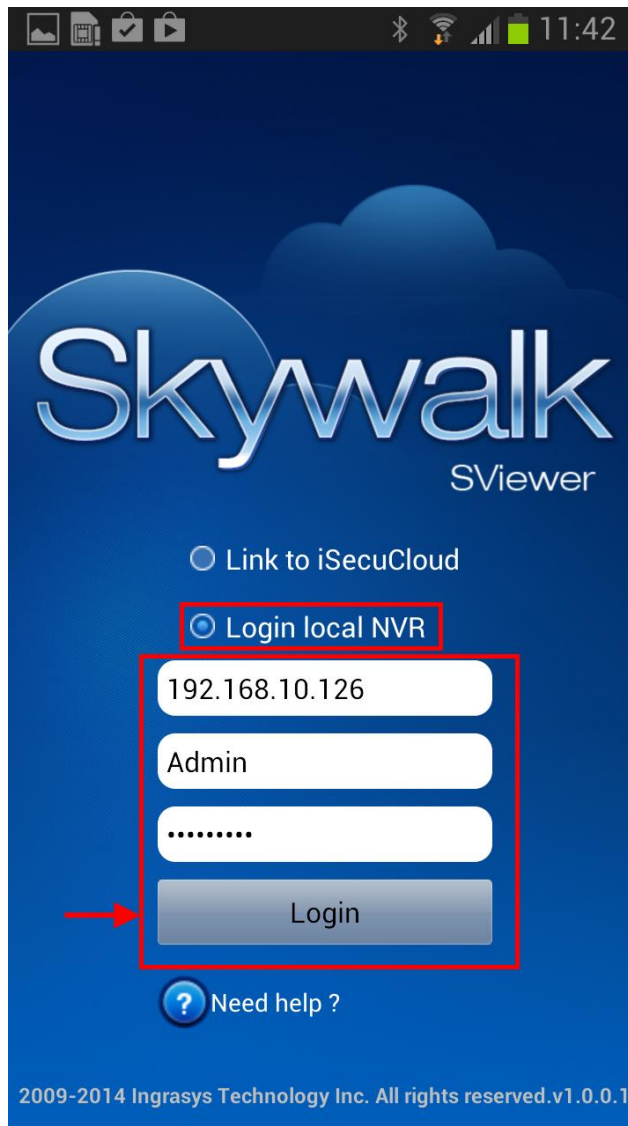 11:42
Skywalk
SViewer
Link to iSecuCloud
Login local NVR
192.168.10.126
Admin
•••••••••
Login
? Need help ?
2009-2014 Ingrasys Technology Inc. All rights reserved.v1.0.0.1